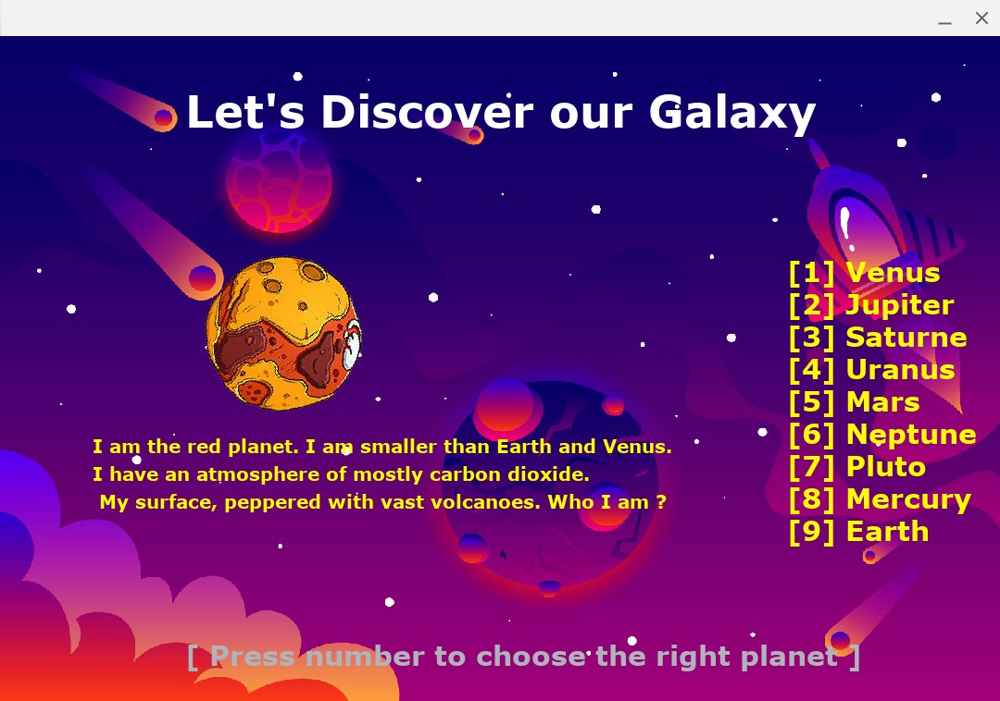 Let's Discover our Galaxy
[1] Venus
[2] Jupiter
[3] Saturne
[4] Uranus
[5] Mars
[6] Neptune
[7] Pluto
[8] Mercury
[9] Earth
I am the red planet. I am smaller than Earth and Venus.
I have an atmosphere of mostly carbon dioxide.
My surface, peppered with vast volcanoes. Who I am ?
[ Press number to choose the right planet ]